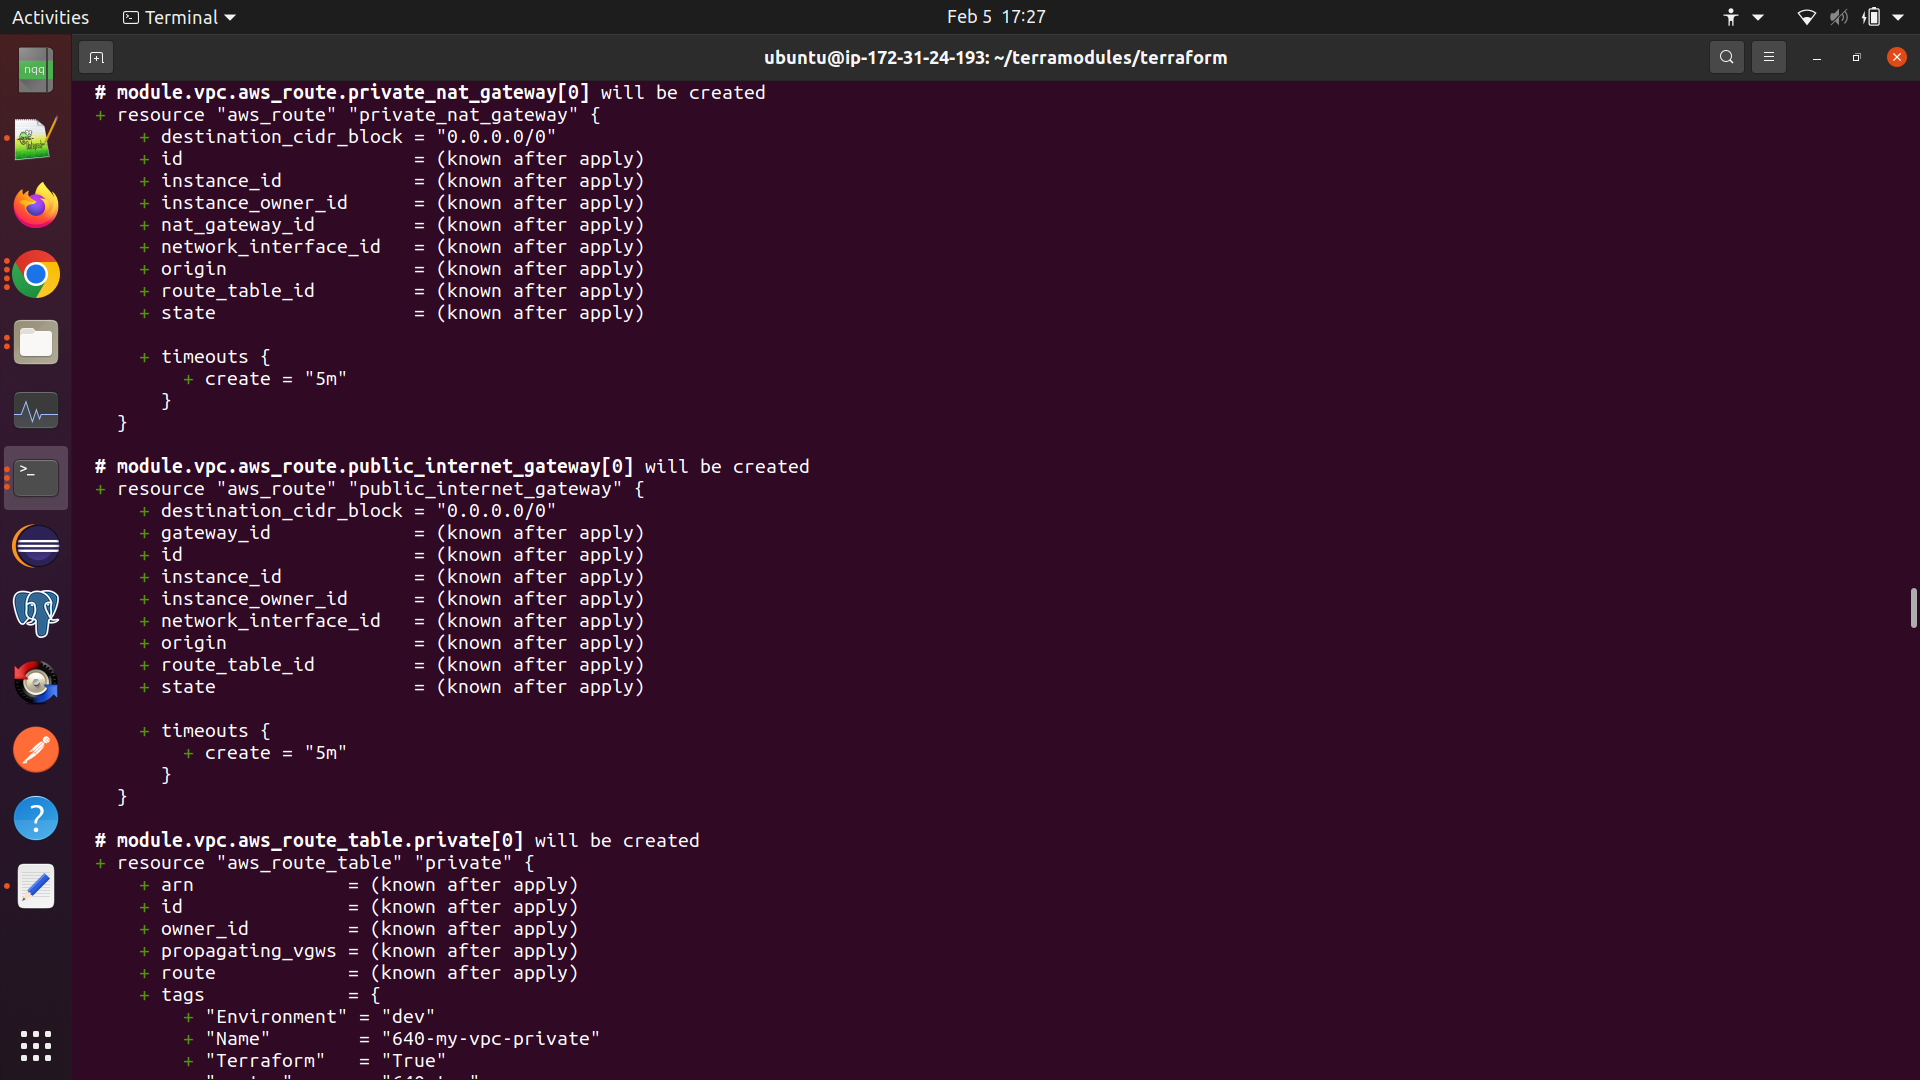 Activities
Terminal
Feb 5 17:27
ubuntu@ip-172-31-24-193: ~/terramodules/terraform
nqq
# module.vpc.aws_route.private_nat_gateway[0] will be created
+ resource "aws_route" "private_nat_gateway" {
+ destination_cidr_block = "0.0.0.0/0"
+ id = (known after apply)
+ instance_id = (known after apply)
+ instance_owner_id = (known after apply)
+ nat_gateway_id = (known after apply)
+ network_interface_id = (known after apply)
+ origin = (known after apply)
+ route_table_id = (known after apply)
+ state = (known after apply)
+ timeouts {
+ create = "5m"
}
}
# module.vpc.aws_route.public_internet_gateway[0] will be created
+ resource "aws_route" "public_internet_gateway" {
+ destination_cidr_block = "0.0.0.0/0"
+ gateway_id = (known after apply)
+ id = (known after apply)
+ instance_id = (known after apply)
+ instance_owner_id = (known after apply)
+ network_interface_id = (known after apply)
+ origin = (known after apply)
+ route_table_id = (known after apply)
+ state = (known after apply)
+ timeouts {
+ create = "5m"
}
}
# module.vpc.aws_route_table.private[0] will be created
+ resource "aws_route_table" "private" {
+ arn = (known after apply)
+ id = (known after apply)
+ owner_id = (known after apply)
+ propagating_vgws = (known after apply)
+ route = (known after apply)
+ tags = {
+ "Environment" = "dev"
+ "Name" = "640-my-vpc-private"
+ "Terraform" = "True"